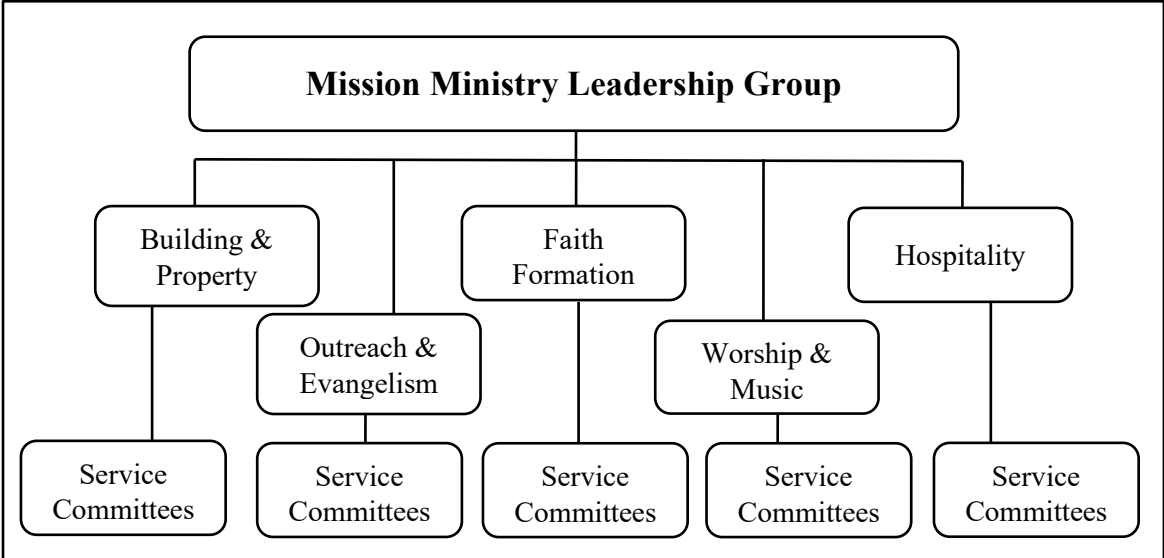 Mission Ministry Leadership Group
Building &
Property
Faith
Formation
Hospitality
Outreach &
Evangelism
Worship &
Music
Service
Committees
Service
Committees
Service
Committees
Service
Committees
Service
Committees